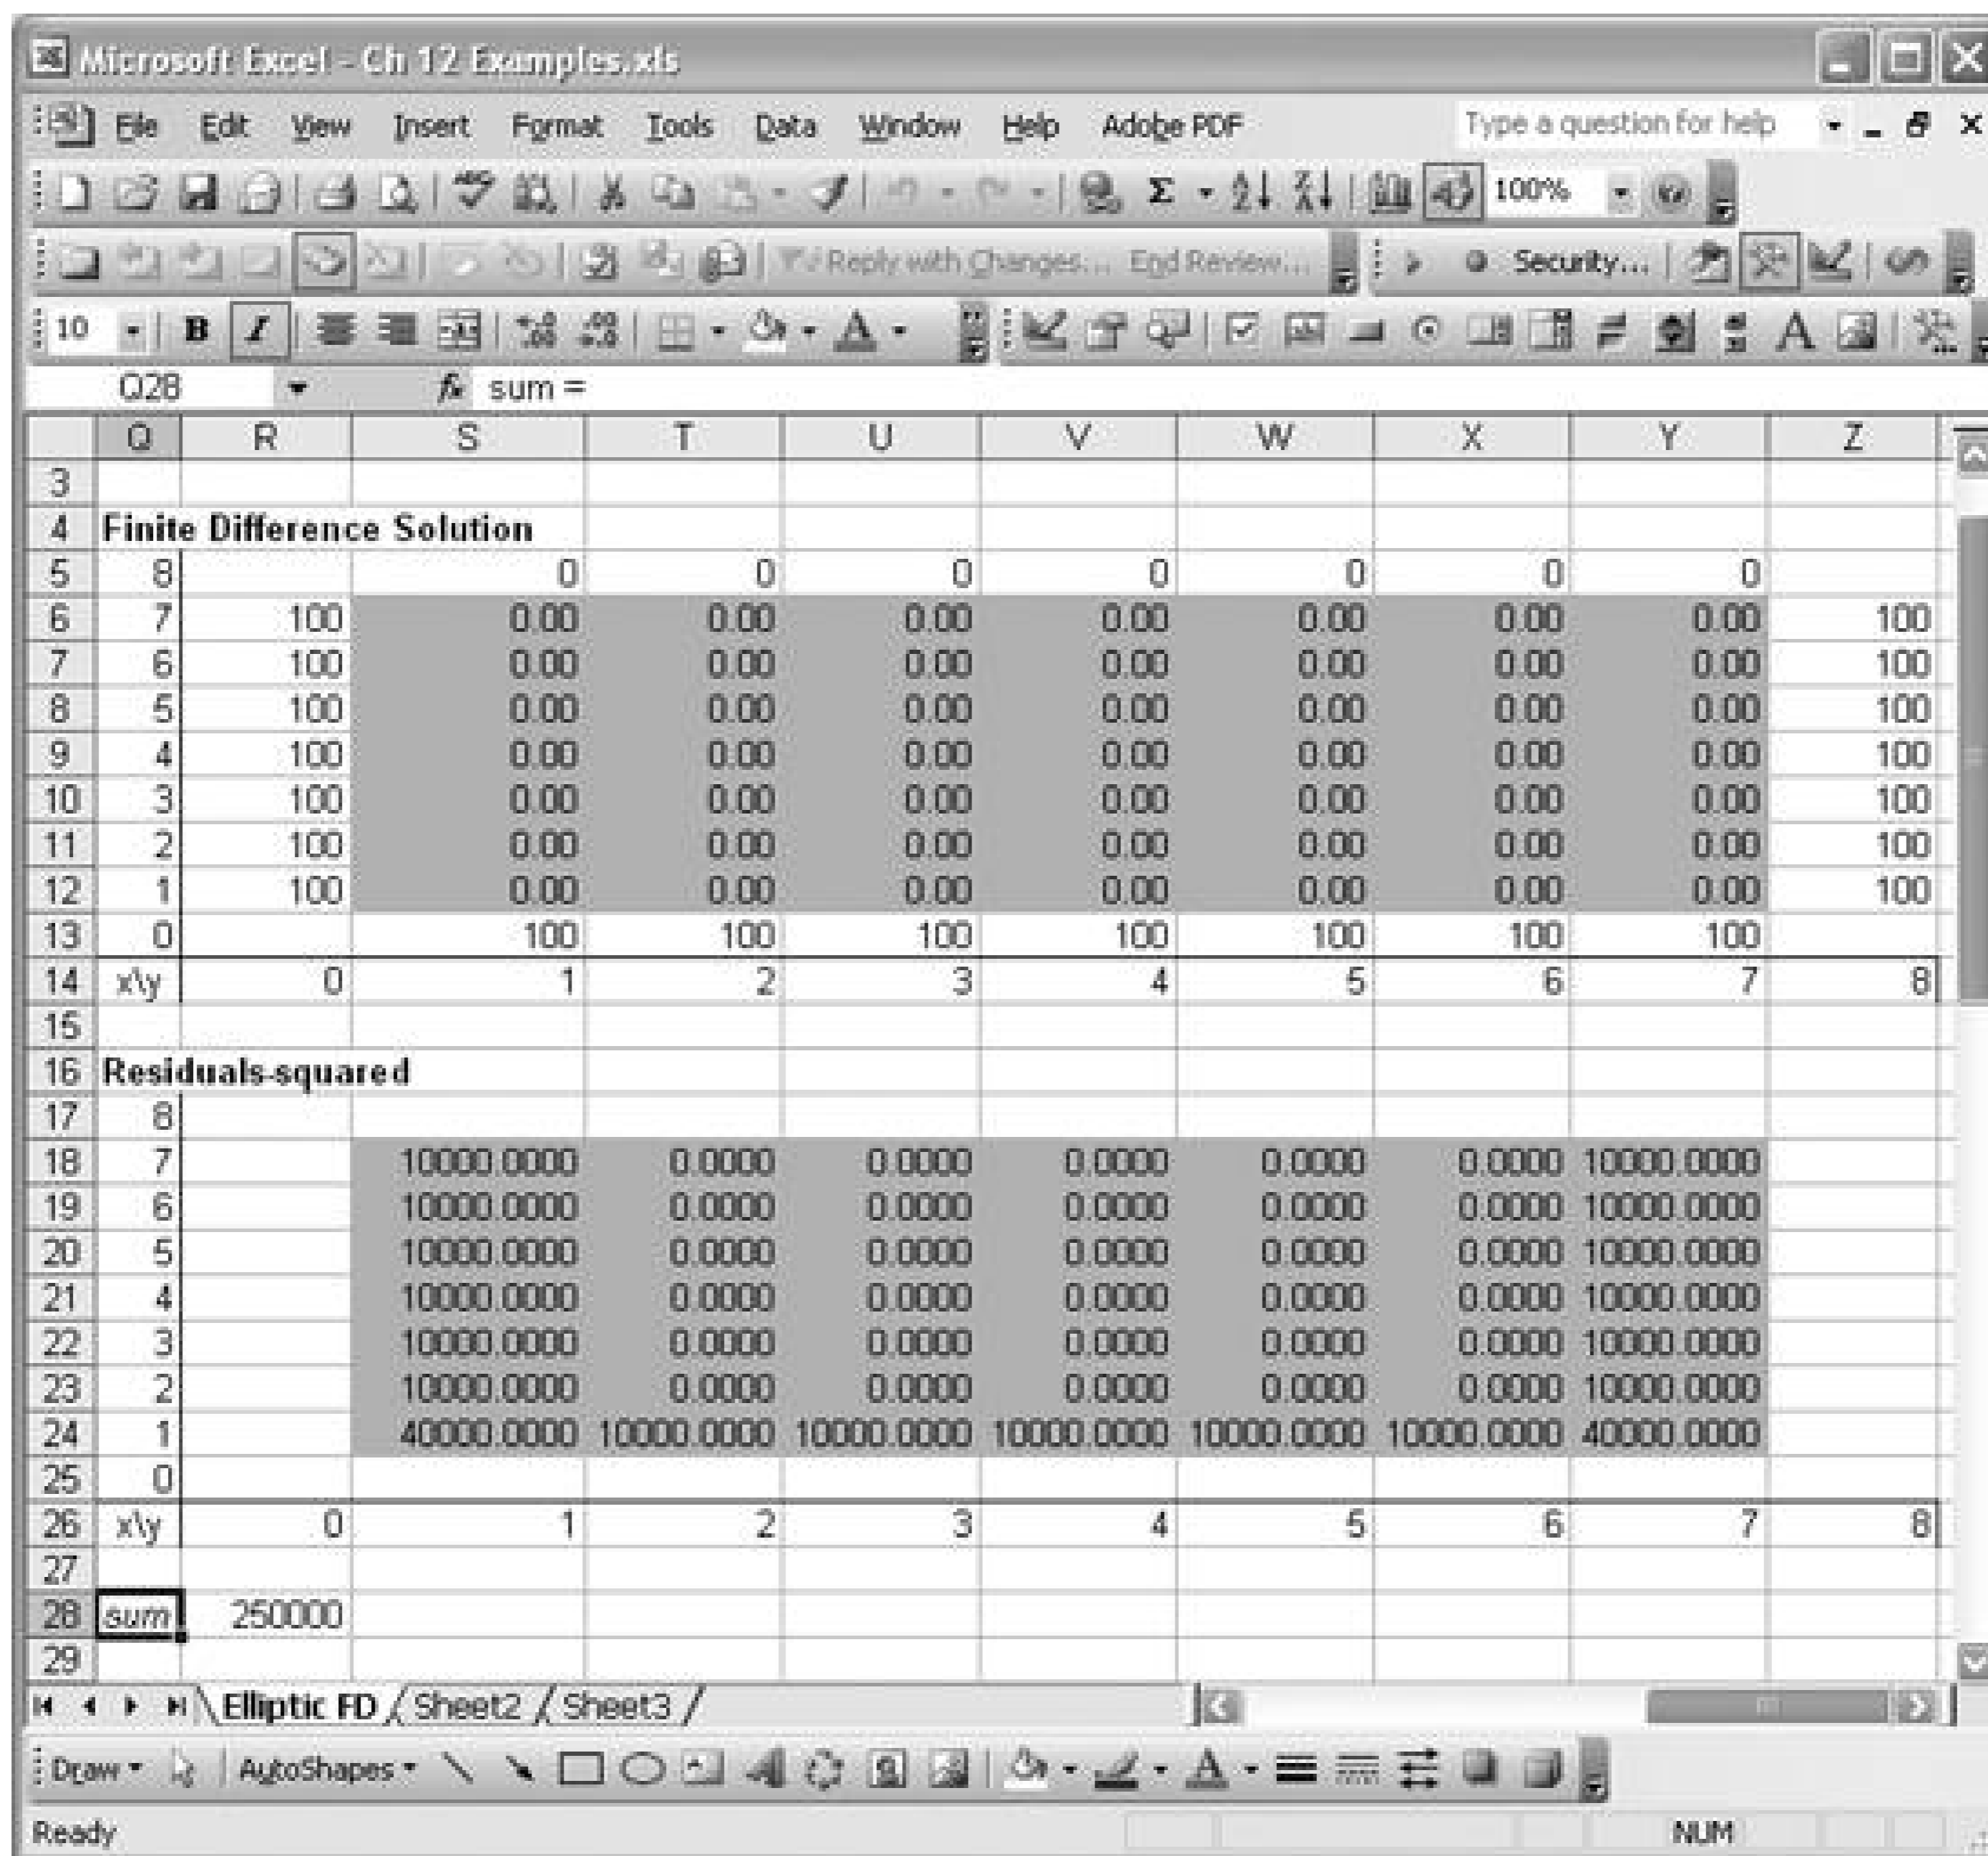 Microsoft Excel - Ch 12 Examples.xls
File Edit View Insert Format Tools Data Window Help Adobe PDF Type a question for help
100%
Reply with Changes... End Review... Security...
10 B I
Q28 fx sum =
Q R S T U V W X Y Z
3
4 Finite Difference Solution
5 8 0 0 0 0 0 0 0
6 7 100 0.00 0.00 0.00 0.00 0.00 0.00 0.00 100
7 6 100 0.00 0.00 0.00 0.00 0.00 0.00 0.00 100
8 5 100 0.00 0.00 0.00 0.00 0.00 0.00 0.00 100
9 4 100 0.00 0.00 0.00 0.00 0.00 0.00 0.00 100
10 3 100 0.00 0.00 0.00 0.00 0.00 0.00 0.00 100
11 2 100 0.00 0.00 0.00 0.00 0.00 0.00 0.00 100
12 1 100 0.00 0.00 0.00 0.00 0.00 0.00 0.00 100
13 0 100 100 100 100 100 100 100
14 x\y 0 1 2 3 4 5 6 7 8
15
16 Residuals-squared
17 8
18 7 10000.0000 0.0000 0.0000 0.0000 0.0000 0.0000 10000.0000
19 6 10000.0000 0.0000 0.0000 0.0000 0.0000 0.0000 10000.0000
20 5 10000.0000 0.0000 0.0000 0.0000 0.0000 0.0000 10000.0000
21 4 10000.0000 0.0000 0.0000 0.0000 0.0000 0.0000 10000.0000
22 3 10000.0000 0.0000 0.0000 0.0000 0.0000 0.0000 10000.0000
23 2 10000.0000 0.0000 0.0000 0.0000 0.0000 0.0000 10000.0000
24 1 40000.0000 10000.0000 10000.0000 10000.0000 10000.0000 10000.0000 40000.0000
25 0
26 x\y 0 1 2 3 4 5 6 7 8
27
28 sum 250000
29
Elliptic FD Sheet2 Sheet3
Draw AutoShapes
Ready NUM